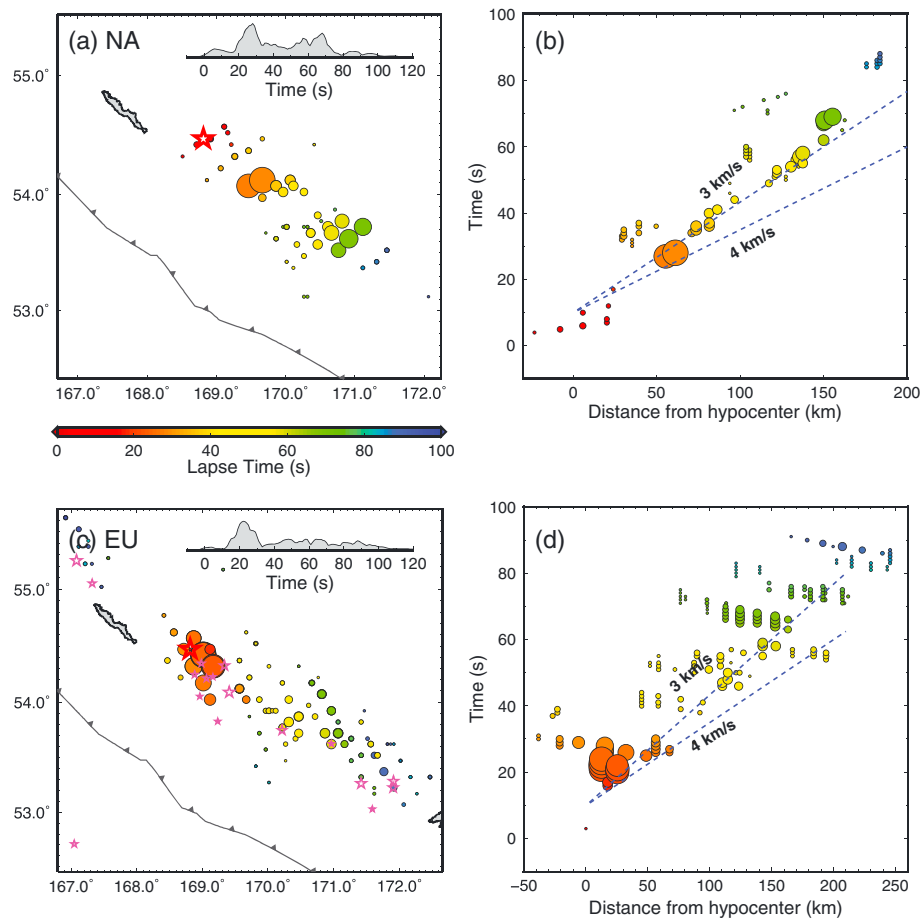 (a) NA
0 20 40 60 80 100 120
Time (s)
55.0°
54.0°
53.0°
167.0° 168.0° 169.0° 170.0° 171.0° 172.0°
(b)
100
80
60
40
20
0
Time (s)
3 km/s
4 km/s
0 50 100 150 200
Distance from hypocenter (km)
0 20 40 60 80 100
Lapse Time (s)
(c) EU
0 20 40 60 80 100 120
Time (s)
55.0°
54.0°
53.0°
167.0° 168.0° 169.0° 170.0° 171.0° 172.0°
(d)
100
80
60
40
20
0
Time (s)
3 km/s
4 km/s
−50 0 50 100 150 200 250
Distance from hypocenter (km)